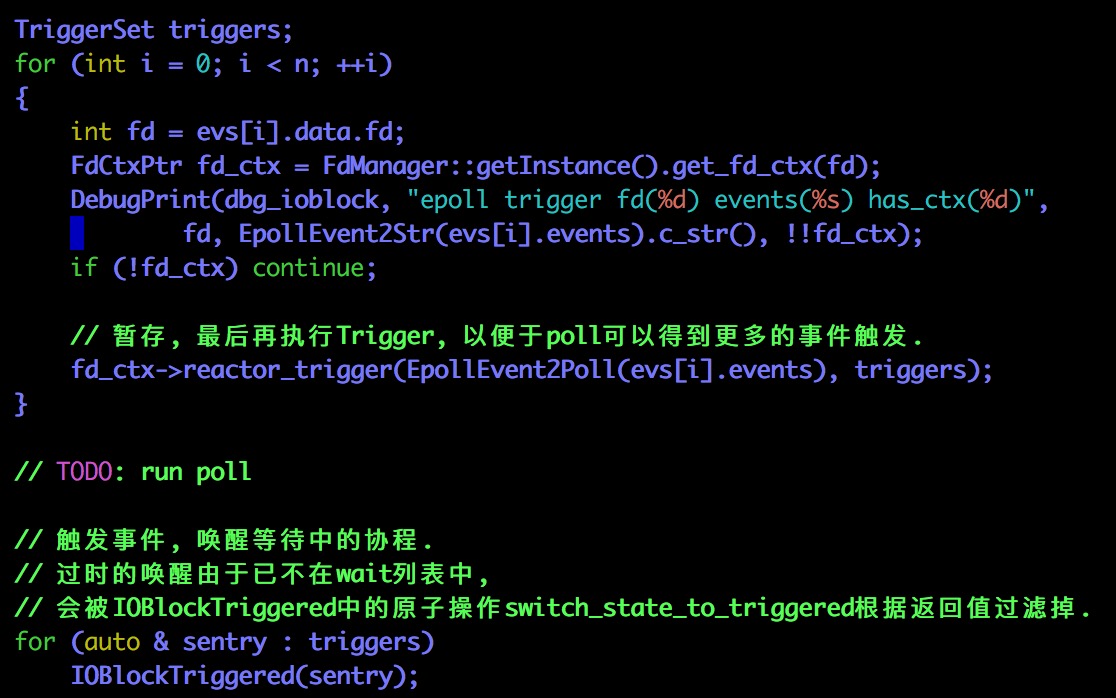 TriggerSet triggers;
for (int i = 0; i < n; ++i)
{
    int fd = evs[i].data.fd;
    FdCtxPtr fd_ctx = FdManager::getInstance().get_fd_ctx(fd);
    DebugPrint(dbg_ioblock, "epoll trigger fd(%d) events(%s) has_ctx(%d)",
            fd, EpollEvent2Str(evs[i].events).c_str(), !!fd_ctx);
    if (!fd_ctx) continue;

    // 暂存, 最后再执行Trigger, 以便于poll可以得到更多的事件触发.
    fd_ctx->reactor_trigger(EpollEvent2Poll(evs[i].events), triggers);
}

// TODO: run poll

// 触发事件, 唤醒等待中的协程.
// 过时的唤醒由于已不在wait列表中,
// 会被IOBlockTriggered中的原子操作switch_state_to_triggered根据返回值过滤掉.
for (auto & sentry : triggers)
    IOBlockTriggered(sentry);